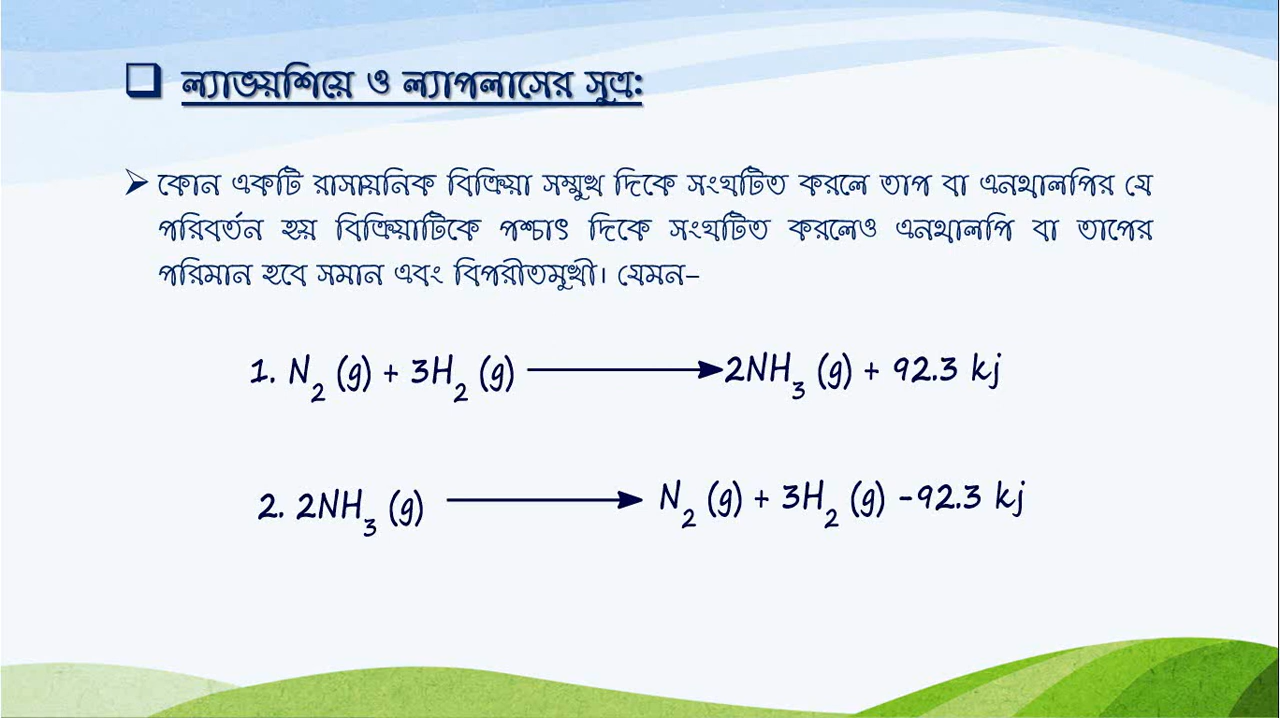 ❑ ল্যাভয়শিয়ে ও ল্যাপলাসের সুত্র:
➢ কোন একটি রাসায়নিক বিক্রিয়া সম্মুখ দিকে সংঘটিত করলে তাপ বা এনথালপির যে
পরিবর্তন হয় বিক্রিয়াটিকে পশ্চাৎ দিকে সংঘটিত করলেও এনথালপি বা তাপের
পরিমান হবে সমান এবং বিপরীতমুখী। যেমন-
1. N₂ (g) + 3H₂ (g) → 2NH₃ (g) + 92.3 kj
2. 2NH₃ (g) → N₂ (g) + 3H₂ (g) -92.3 kj